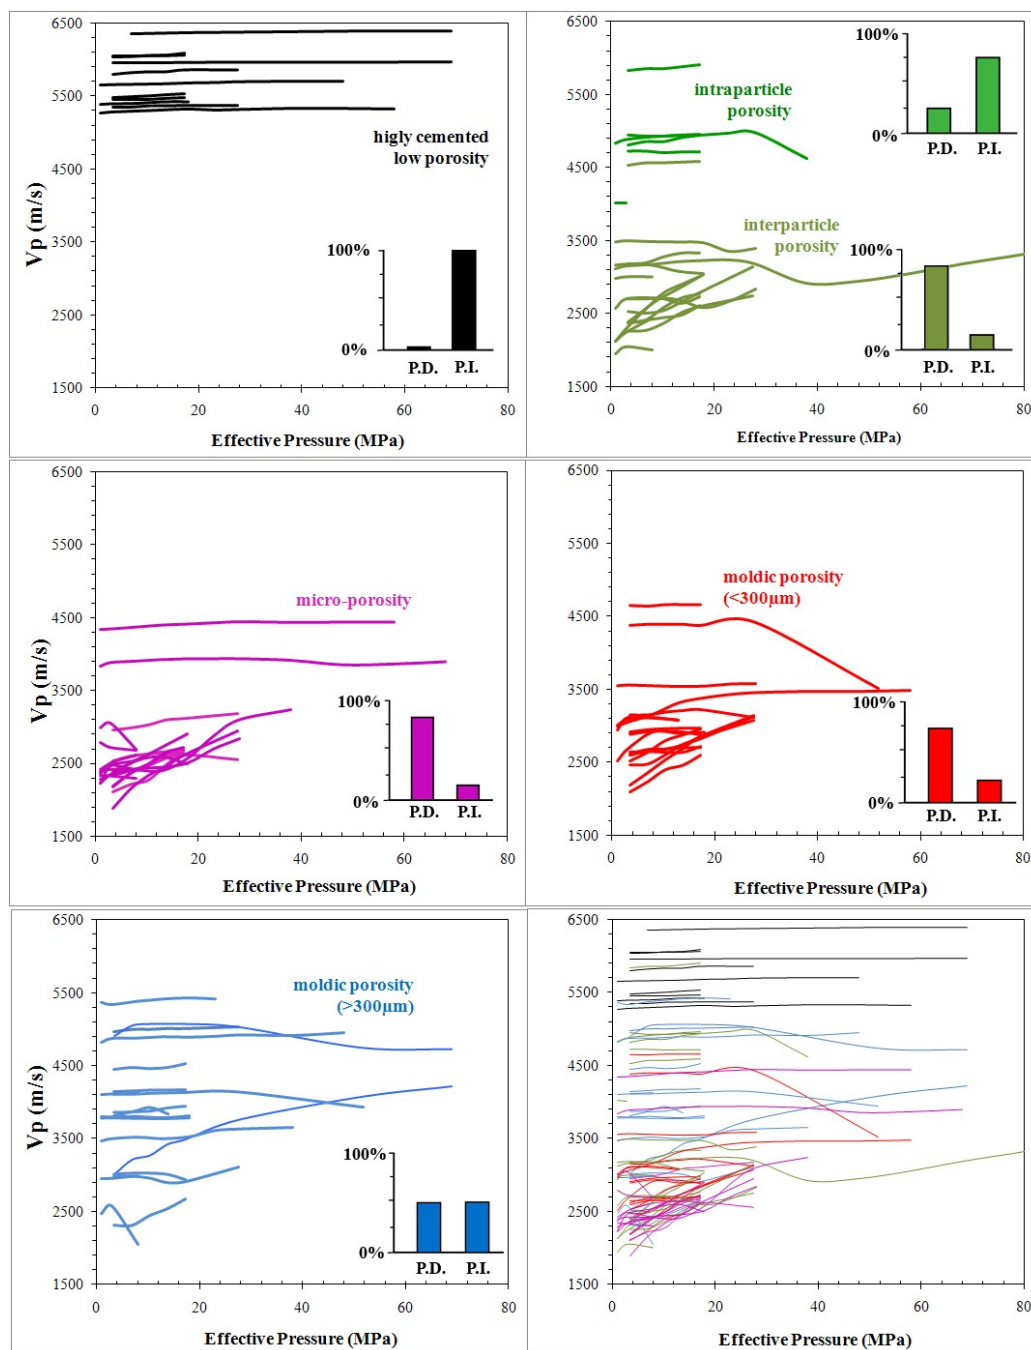 6500
5500
4500
3500
2500
1500
0
20
40
60
80
Vp (m/s)
Effective Pressure (MPa)
higly cemented
low porosity
100%
0%
P.D.
P.I.
6500
5500
4500
3500
2500
1500
0
20
40
60
80
Effective Pressure (MPa)
intraparticle
porosity
100%
0%
P.D.
P.I.
interparticle
porosity
100%
0%
P.D.
P.I.
6500
5500
4500
3500
2500
1500
0
20
40
60
80
Vp (m/s)
Effective Pressure (MPa)
micro-porosity
100%
0%
P.D.
P.I.
6500
5500
4500
3500
2500
1500
0
20
40
60
80
Effective Pressure (MPa)
moldic porosity
(<300µm)
100%
0%
P.D.
P.I.
6500
5500
4500
3500
2500
1500
0
20
40
60
80
Vp (m/s)
Effective Pressure (MPa)
moldic porosity
(>300µm)
100%
0%
P.D.
P.I.
6500
5500
4500
3500
2500
1500
0
20
40
60
80
Effective Pressure (MPa)